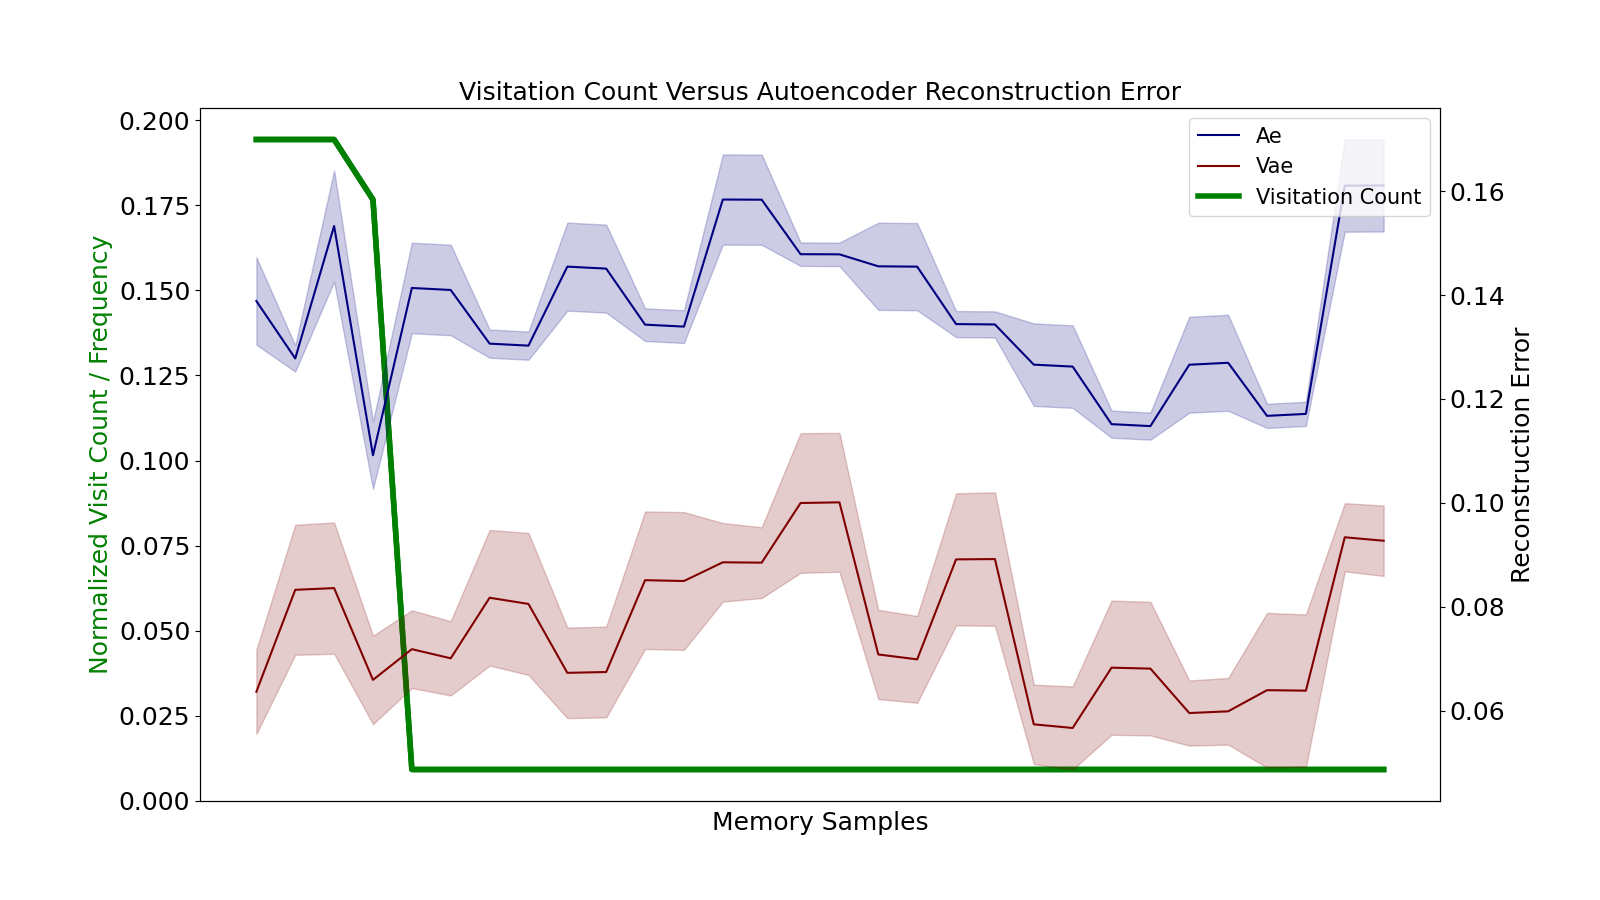 Visitation Count Versus Autoencoder Reconstruction Error
Ae
Vae
Visitation Count
Normalized Visit Count / Frequency
0.200
0.175
0.150
0.125
0.100
0.075
0.050
0.025
0.000
0.16
0.14
0.12
0.10
0.08
0.06
Reconstruction Error
Memory Samples